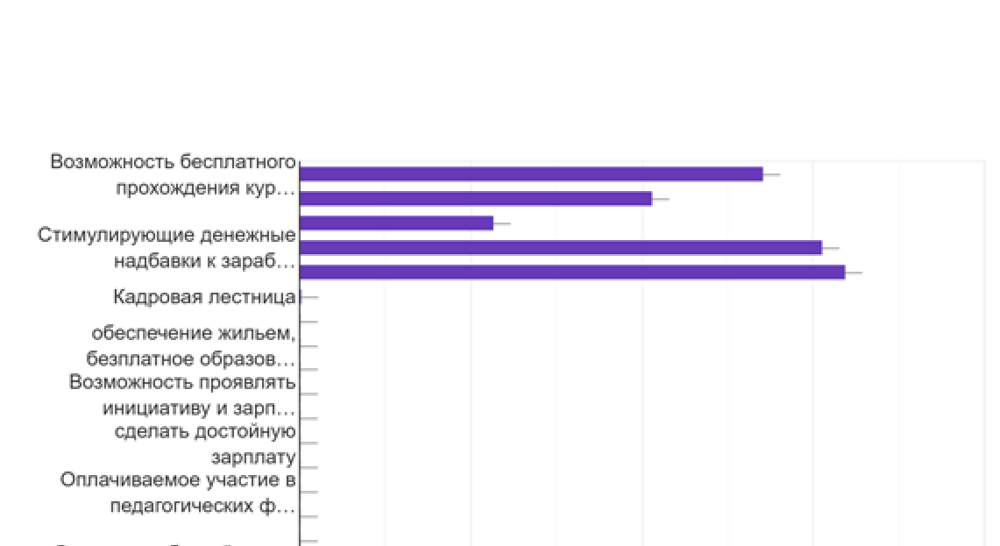 Возможность бесплатного
прохождения кур…
Стимулирующие денежные
надбавки к зараб…
Кадровая лестница
обеспечение жильем,
безплатное образов…
Возможность проявлять
инициативу и зарп…
сделать достойную
зарплату
Оплачиваемое участие в
педагогических ф…